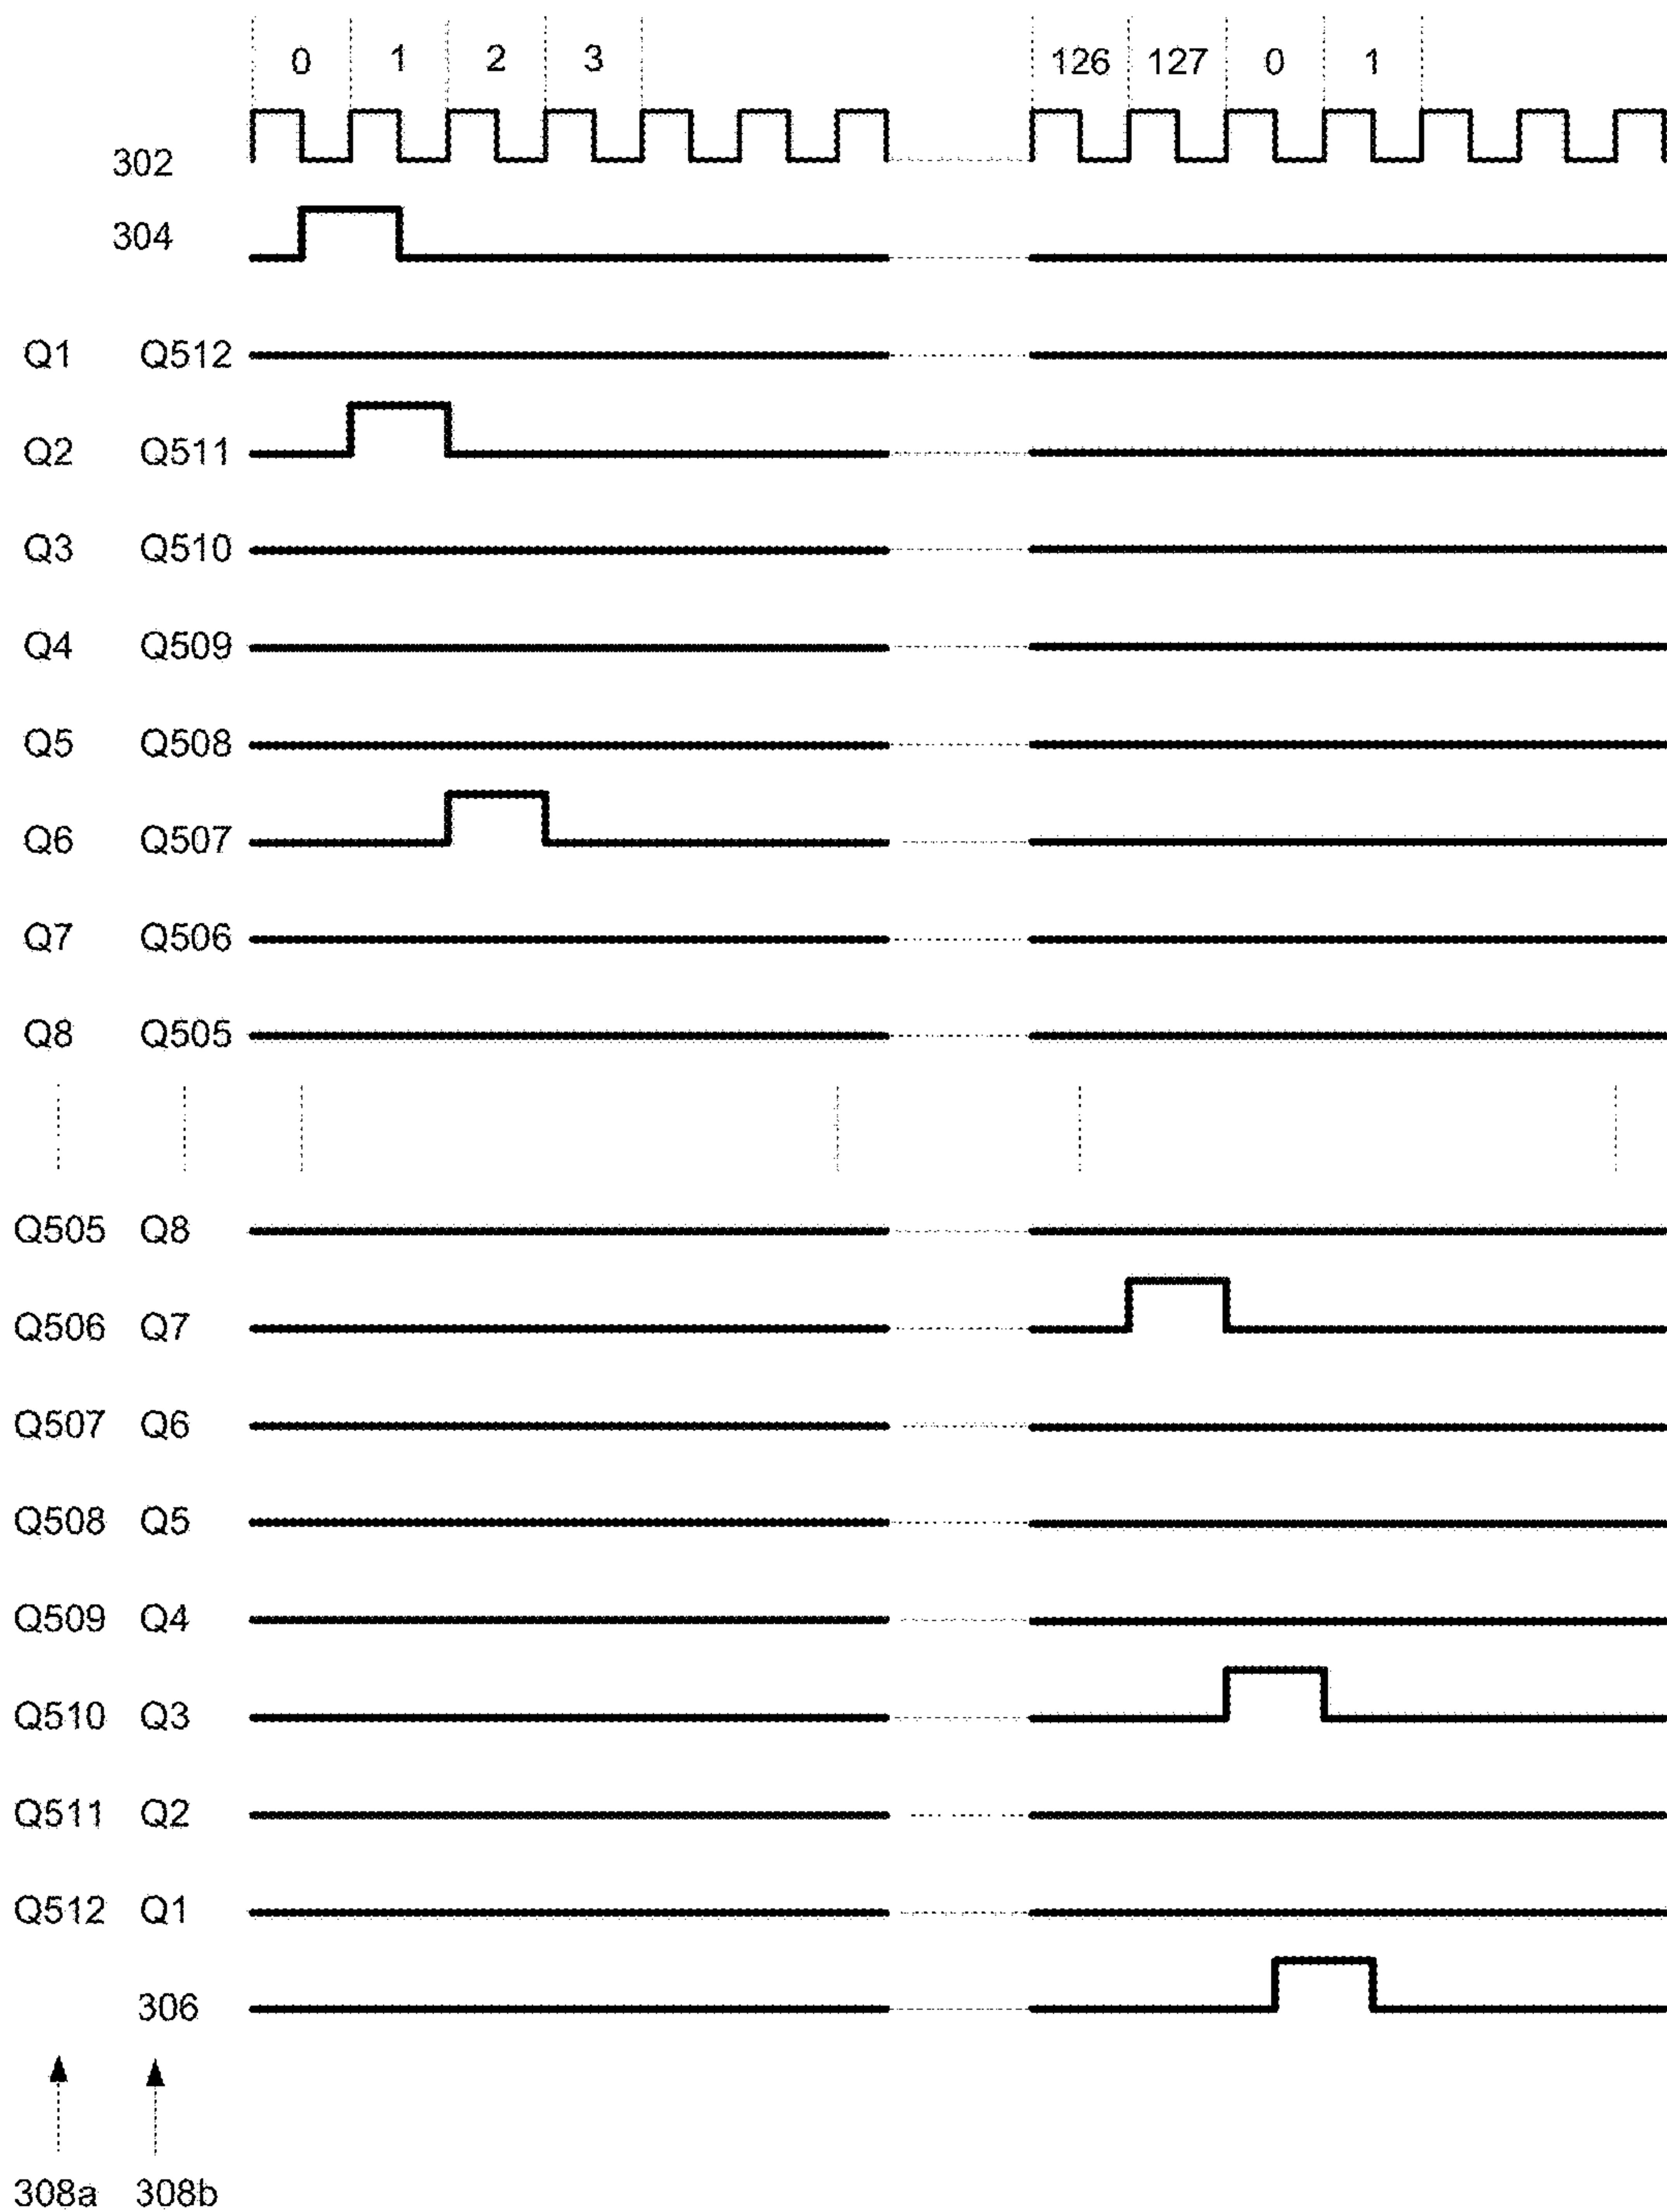 0 1 2 3 126 127 0 1
302
304
Q1 Q512
Q2 Q511
Q3 Q510
Q4 Q509
Q5 Q508
Q6 Q507
Q7 Q506
Q8 Q505
Q505 Q8
Q506 Q7
Q507 Q6
Q508 Q5
Q509 Q4
Q510 Q3
Q511 Q2
Q512 Q1
306
308a 308b